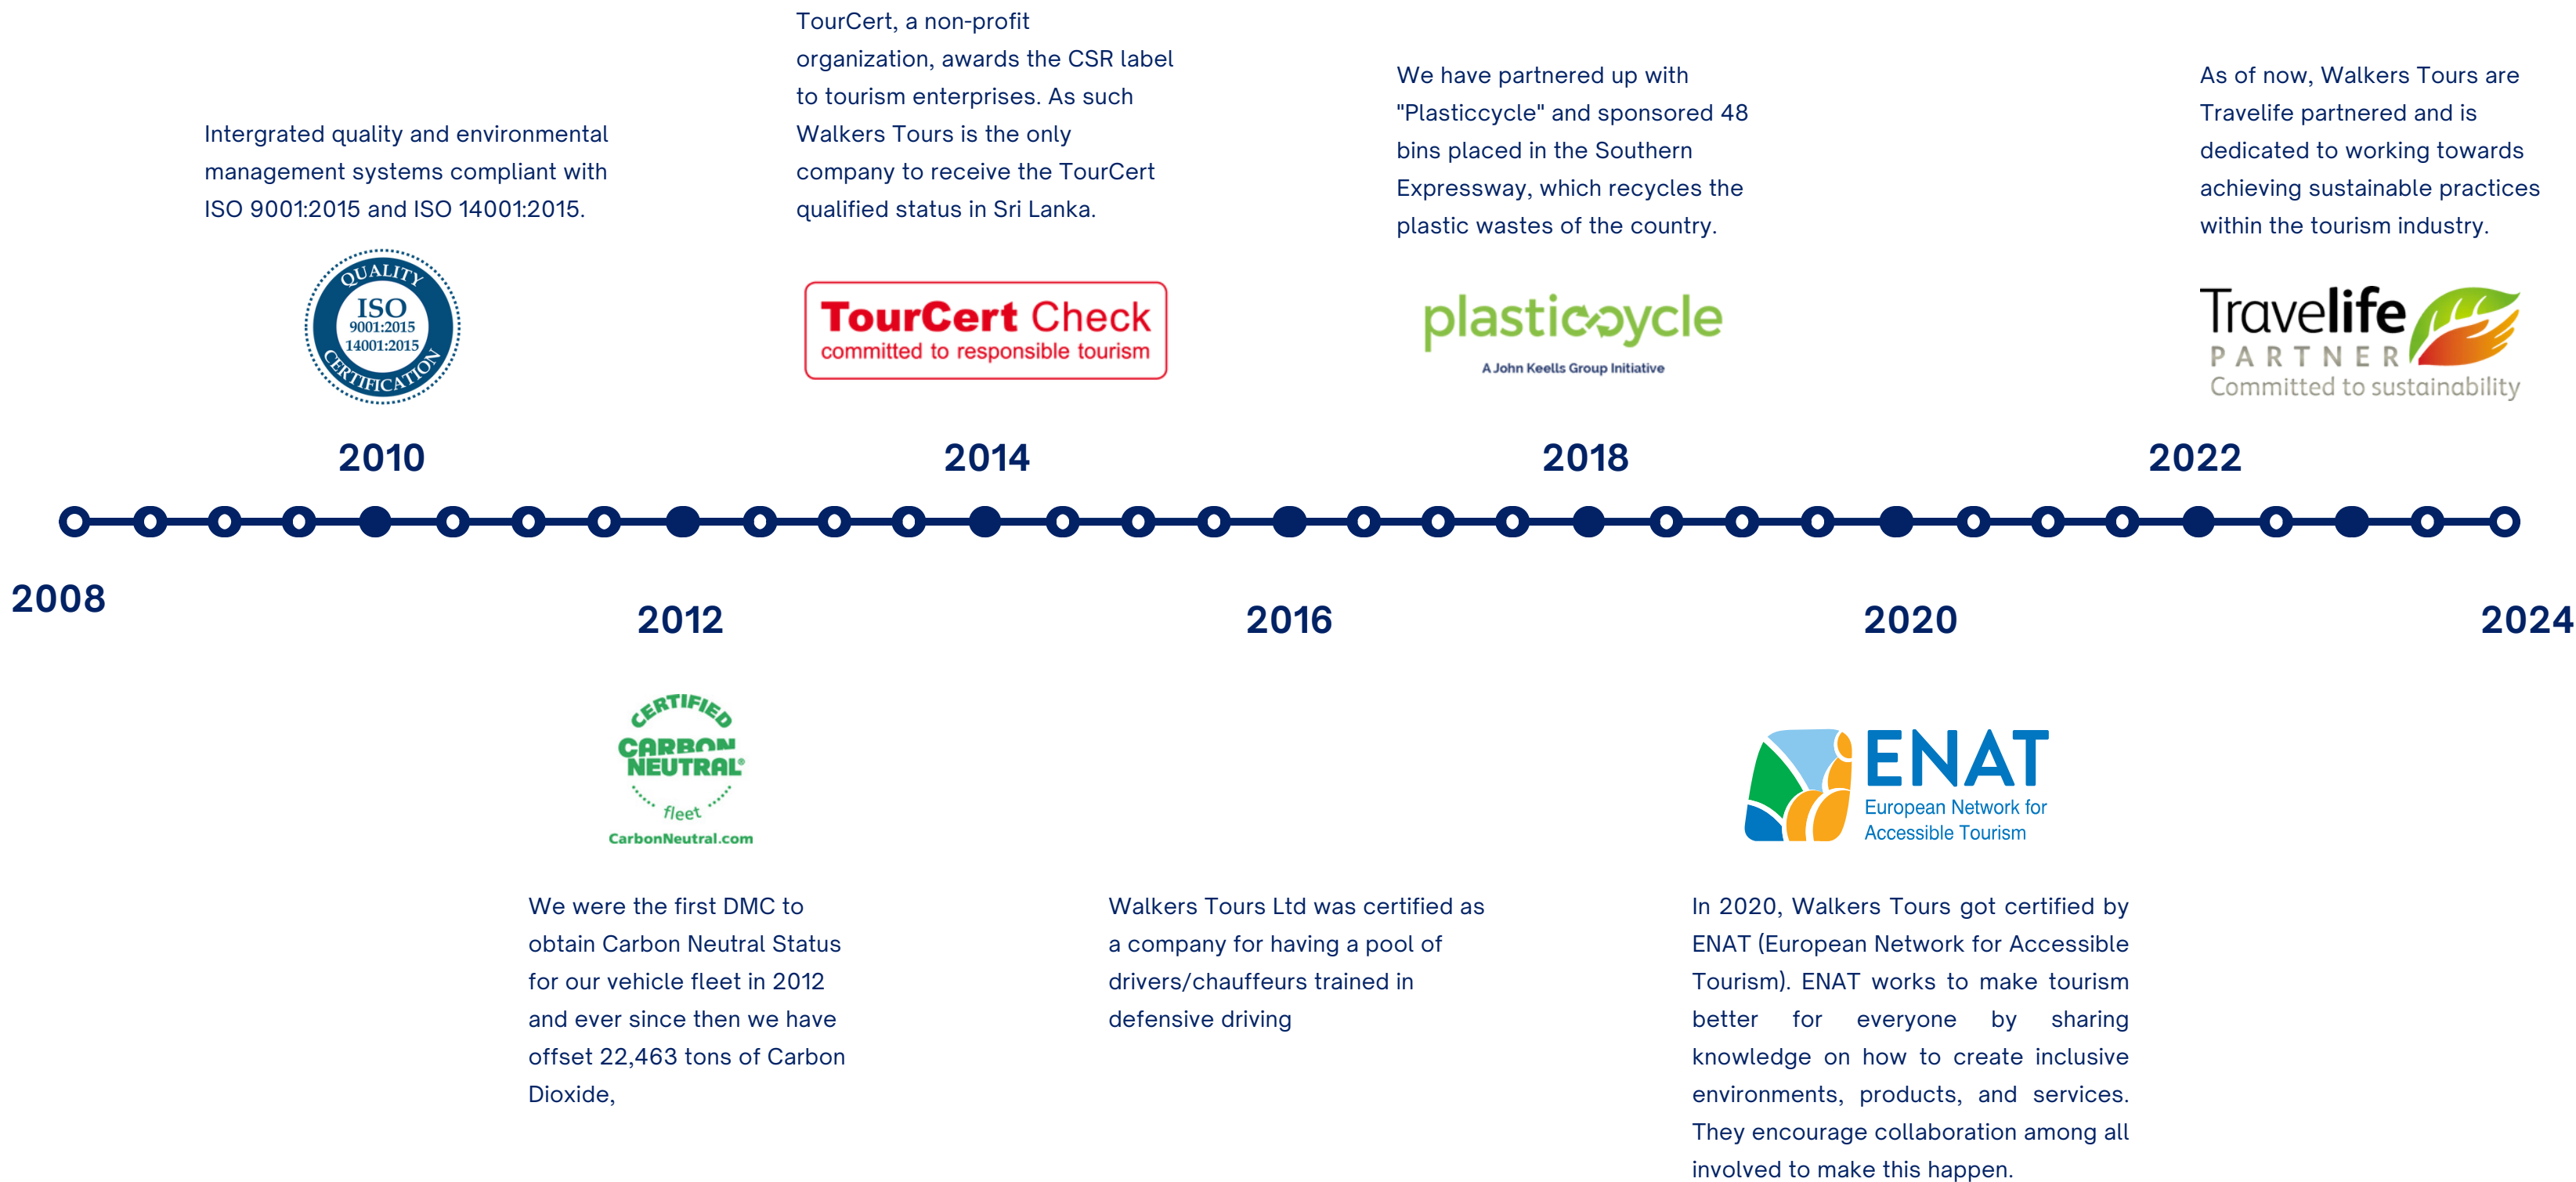 Intergrated quality and environmental
management systems compliant with
ISO 9001:2015 and ISO 14001:2015.
QUALITY
ISO
9001:2015
14001:2015
CERTIFICATION
2010
TourCert, a non-profit
organization, awards the CSR label
to tourism enterprises. As such
Walkers Tours is the only
company to receive the TourCert
qualified status in Sri Lanka.
TourCert Check
committed to responsible tourism
2014
We have partnered up with
"Plasticcycle" and sponsored 48
bins placed in the Southern
Expressway, which recycles the
plastic wastes of the country.
plasticcycle
A John Keells Group Initiative
2018
As of now, Walkers Tours are
Travelife partnered and is
dedicated to working towards
achieving sustainable practices
within the tourism industry.
Travelife
PARTNER
Committed to sustainability
2022
2008
2012
CERTIFIED
CARBON
NEUTRAL®
fleet
CarbonNeutral.com
We were the first DMC to
obtain Carbon Neutral Status
for our vehicle fleet in 2012
and ever since then we have
offset 22,463 tons of Carbon
Dioxide,
2016
Walkers Tours Ltd was certified as
a company for having a pool of
drivers/chauffeurs trained in
defensive driving
2020
ENAT
European Network for
Accessible Tourism
In 2020, Walkers Tours got certified by
ENAT (European Network for Accessible
Tourism). ENAT works to make tourism
better for everyone by sharing
knowledge on how to create inclusive
environments, products, and services.
They encourage collaboration among all
involved to make this happen.
2024